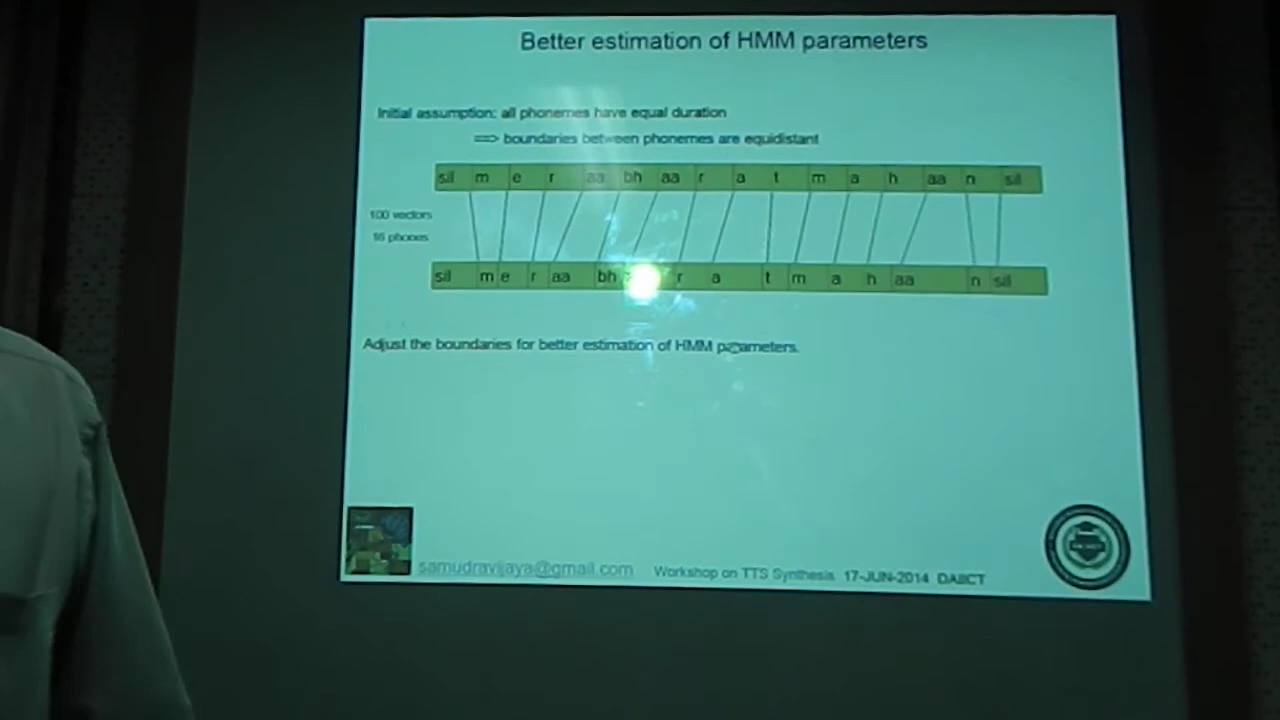 Better estimation of HMM parameters
Initial assumption: all phonemes have equal duration
==> boundaries between phonemes are equidistant
sil m e r aa bh aa r a t m a h aa n sil
100 vectors
16 phones
sil m e r aa bh r a t m a h aa n sil
Adjust the boundaries for better estimation of HMM parameters.
samudravijaya@gmail.com Workshop on TTS Synthesis 17-JUN-2014 DAIICT